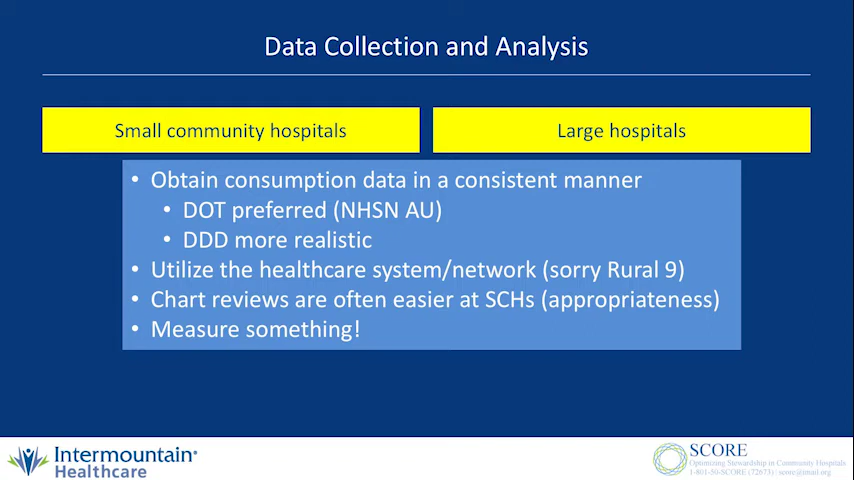 Data Collection and Analysis
Small community hospitals
Large hospitals
• Obtain consumption data in a consistent manner
• DOT preferred (NHSN AU)
• DDD more realistic
• Utilize the healthcare system/network (sorry Rural 9)
• Chart reviews are often easier at SCHs (appropriateness)
• Measure something!
Intermountain®
Healthcare
SCORE
Optimizing Stewardship in Community Hospitals
1-801-50-SCORE (72673) | score@imail.org